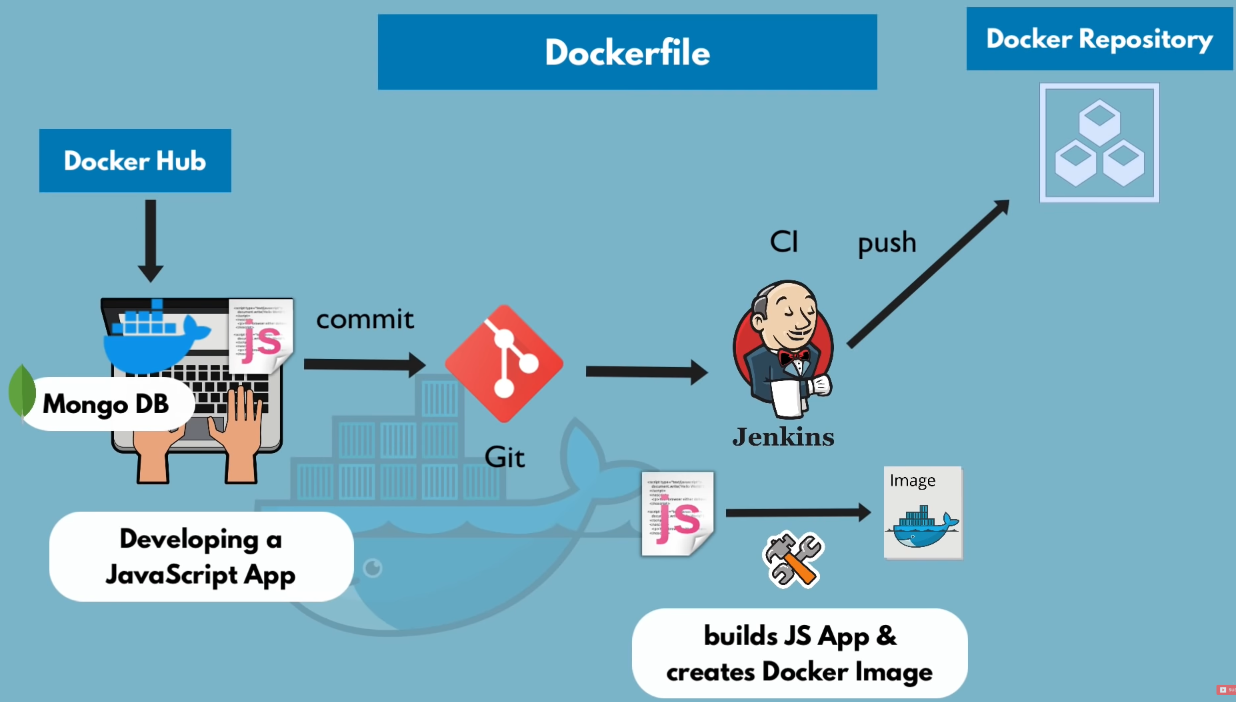 Dockerfile
Docker Repository
Docker Hub
CI
push
commit
js
Mongo DB
Git
Jenkins
js
Image
Developing a
JavaScript App
builds JS App &
creates Docker Image